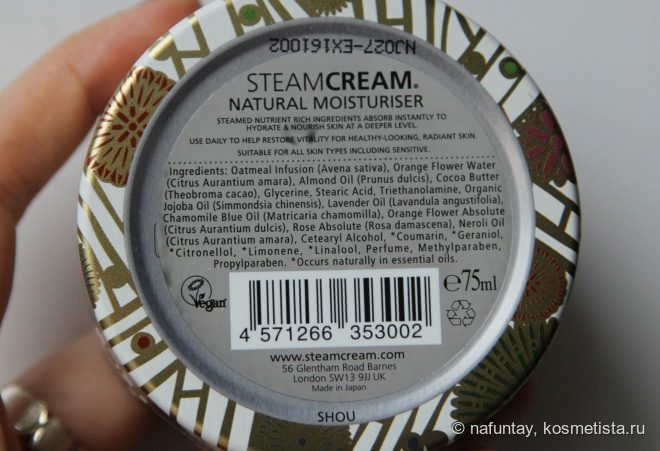 NJ027-EX161002
STEAMCREAM®
NATURAL MOISTURISER
STEAMED NUTRIENT RICH INGREDIENTS ABSORB INSTANTLY TO
HYDRATE & NOURISH SKIN AT A DEEPER LEVEL.
USE DAILY TO HELP RESTORE VITALITY FOR HEALTHY-LOOKING, RADIANT SKIN.
SUITABLE FOR ALL SKIN TYPES INCLUDING SENSITIVE.
Ingredients: Oatmeal Infusion (Avena sativa), Orange Flower Water
(Citrus Aurantium amara), Almond Oil (Prunus dulcis), Cocoa Butter
(Theobroma cacao), Glycerine, Stearic Acid, Triethanolamine, Organic
Jojoba Oil (Simmondsia chinensis), Lavender Oil (Lavandula angustifolia),
Chamomile Blue Oil (Matricaria chamomilla), Orange Flower Absolute
(Citrus Aurantium dulcis), Rose Absolute (Rosa damascena), Neroli Oil
(Citrus Aurantium amara), Cetearyl Alcohol, *Coumarin, *Geraniol,
*Citronellol, *Limonene, *Linalool, Perfume, Methylparaben,
Propylparaben. *Occurs naturally in essential oils.
Vegan
℮75ml
4 571266 353002
www.steamcream.com
56 Glentham Road Barnes
London SW13 9JJ UK
Made in Japan
SHOU
© nafuntay, kosmetista.ru